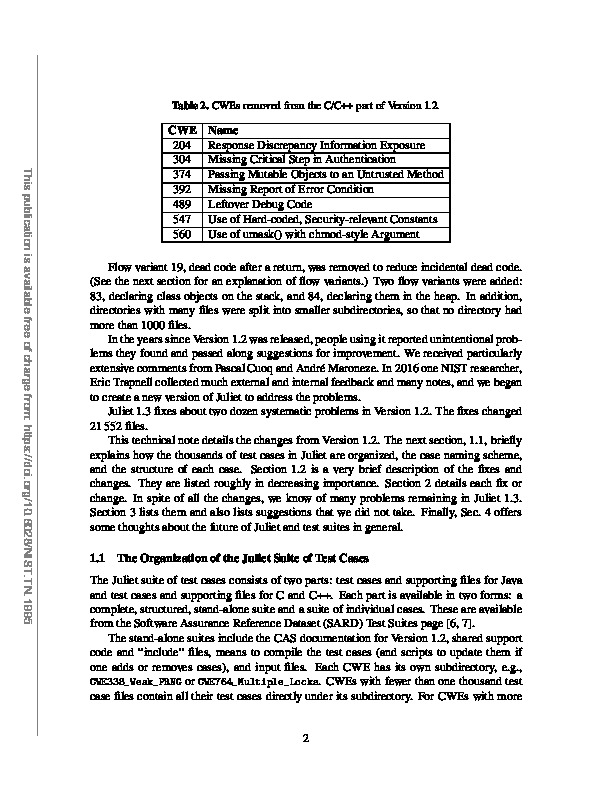 Table 2. CWEs removed from the C/C++ part of Version 1.2
CWE Name
204 Response Discrepancy Information Exposure
304 Missing Critical Step in Authentication
374 Passing Mutable Objects to an Untrusted Method
392 Missing Report of Error Condition
489 Leftover Debug Code
547 Use of Hard-coded, Security-relevant Constants
560 Use of umask() with chmod-style Argument
Flow variant 19, dead code after a return, was removed to reduce incidental dead code.
(See the next section for an explanation of flow variants.) Two flow variants were added:
83, declaring class objects on the stack, and 84, declaring them in the heap. In addition,
directories with many files were split into smaller subdirectories, so that no directory had
more than 1000 files.
In the years since Version 1.2 was released, people using it reported unintentional prob-
lems they found and passed along suggestions for improvement. We received particularly
extensive comments from Pascal Cuoq and André Maroneze. In 2016 one NIST researcher,
Eric Trapnell collected much external and internal feedback and many notes, and we began
to create a new version of Juliet to address the problems.
Juliet 1.3 fixes about two dozen systematic problems in Version 1.2. The fixes changed
21 552 files.
This technical note details the changes from Version 1.2. The next section, 1.1, briefly
explains how the thousands of test cases in Juliet are organized, the case naming scheme,
and the structure of each case. Section 1.2 is a very brief description of the fixes and
changes. They are listed roughly in decreasing importance. Section 2 details each fix or
change. In spite of all the changes, we know of many problems remaining in Juliet 1.3.
Section 3 lists them and also lists suggestions that we did not take. Finally, Sec. 4 offers
some thoughts about the future of Juliet and test suites in general.
1.1 The Organization of the Juliet Suite of Test Cases
The Juliet suite of test cases consists of two parts: test cases and supporting files for Java
and test cases and supporting files for C and C++. Each part is available in two forms: a
complete, structured, stand-alone suite and a suite of individual cases. These are available
from the Software Assurance Reference Dataset (SARD) Test Suites page [6, 7].
The stand-alone suites include the CAS documentation for Version 1.2, shared support
code and "include" files, means to compile the test cases (and scripts to update them if
one adds or removes cases), and input files. Each CWE has its own subdirectory, e.g.,
CWE338_Weak_PRNG or CWE764_Multiple_Locks. CWEs with fewer than one thousand test
case files contain all their test cases directly under its subdirectory. For CWEs with more
2
This publication is available free of charge from: https://doi.org/10.6028/NIST.TN.1995